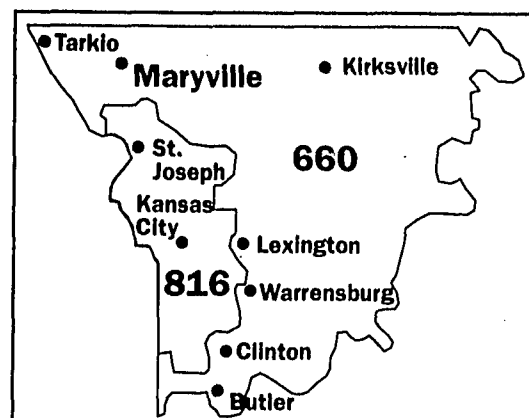 Tarkio
Maryville
Kirksville
St.
Joseph
660
Kansas
City
Lexington
816
Warrensburg
Clinton
Butler